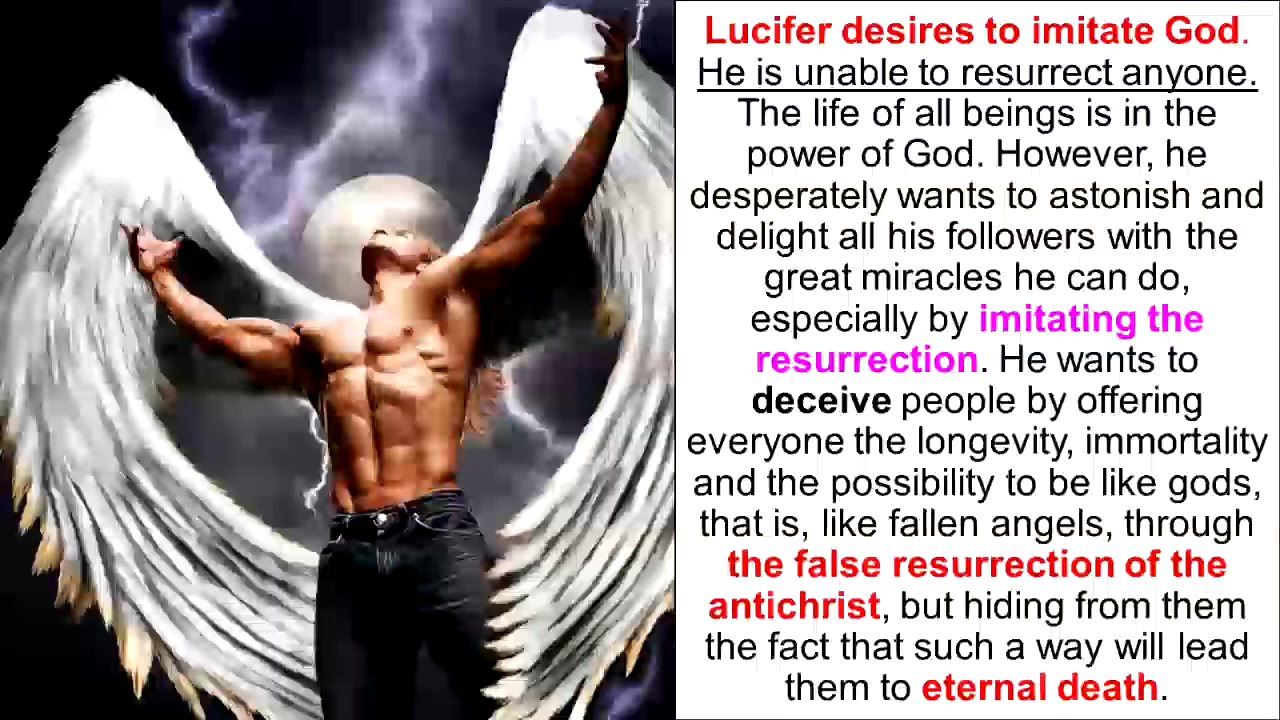 Lucifer desires to imitate God.
He is unable to resurrect anyone.
The life of all beings is in the
power of God. However, he
desperately wants to astonish and
delight all his followers with the
great miracles he can do,
especially by imitating the
resurrection. He wants to
deceive people by offering
everyone the longevity, immortality
and the possibility to be like gods,
that is, like fallen angels, through
the false resurrection of the
antichrist, but hiding from them
the fact that such a way will lead
them to eternal death.